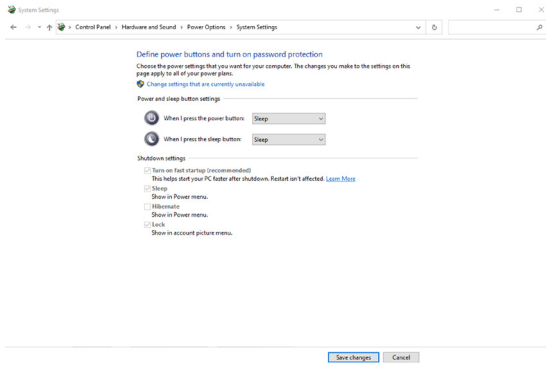 System Settings
Control Panel > Hardware and Sound > Power Options > System Settings
Define power buttons and turn on password protection
Choose the power settings that you want for your computer. The changes you make to the settings on this
page apply to all of your power plans.
Change settings that are currently unavailable
Power and sleep button settings
When I press the power button: Sleep
When I press the sleep button: Sleep
Shutdown settings
Turn on fast startup (recommended)
This helps start your PC faster after shutdown. Restart isn't affected. Learn More
Sleep
Show in Power menu.
Hibernate
Show in Power menu.
Lock
Show in account picture menu.
Save changes Cancel